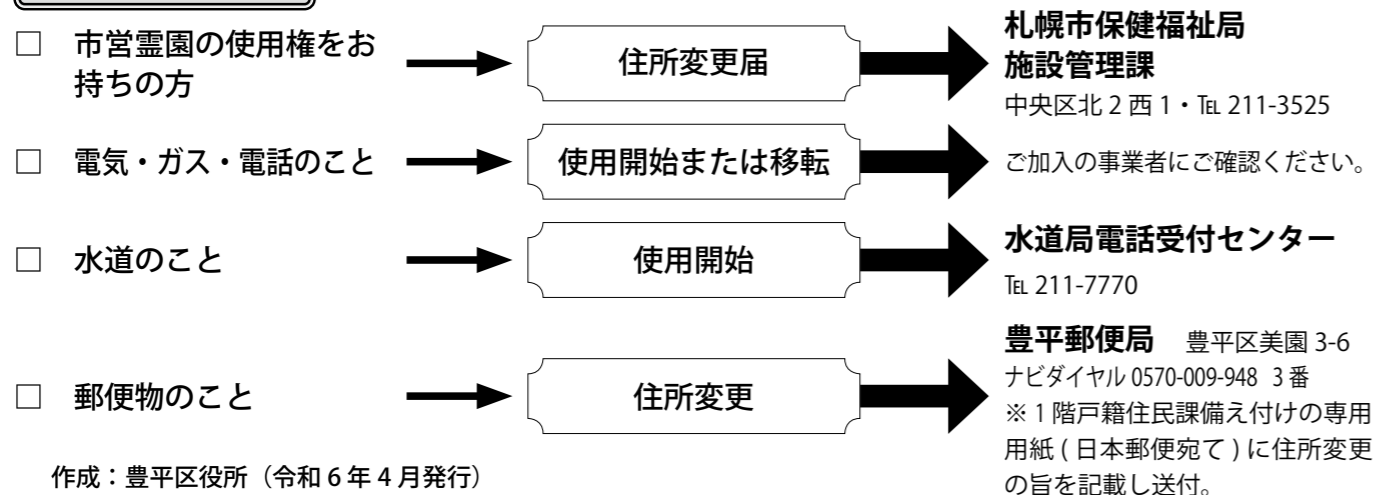 □ 市営霊園の使用権をお
持ちの方
住所変更届
札幌市保健福祉局
施設管理課
中央区北2西1・℡ 211-3525
□ 電気・ガス・電話のこと
使用開始または移転
ご加入の事業者にご確認ください。
□ 水道のこと
使用開始
水道局電話受付センター
℡ 211-7770
□ 郵便物のこと
住所変更
豊平郵便局 豊平区美園 3-6
ナビダイヤル 0570-009-948 3番
※1階戸籍住民課備え付けの専用
用紙(日本郵便宛て)に住所変更
の旨を記載し送付。
作成:豊平区役所(令和6年4月発行)